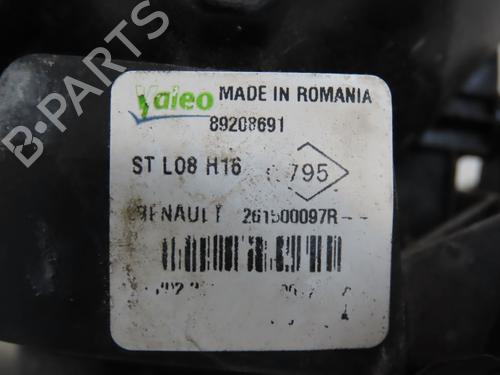 Valeo MADE IN ROMANIA
89208691
ST L08 H16 795
RENAULT 261500097R--
B-PARTS